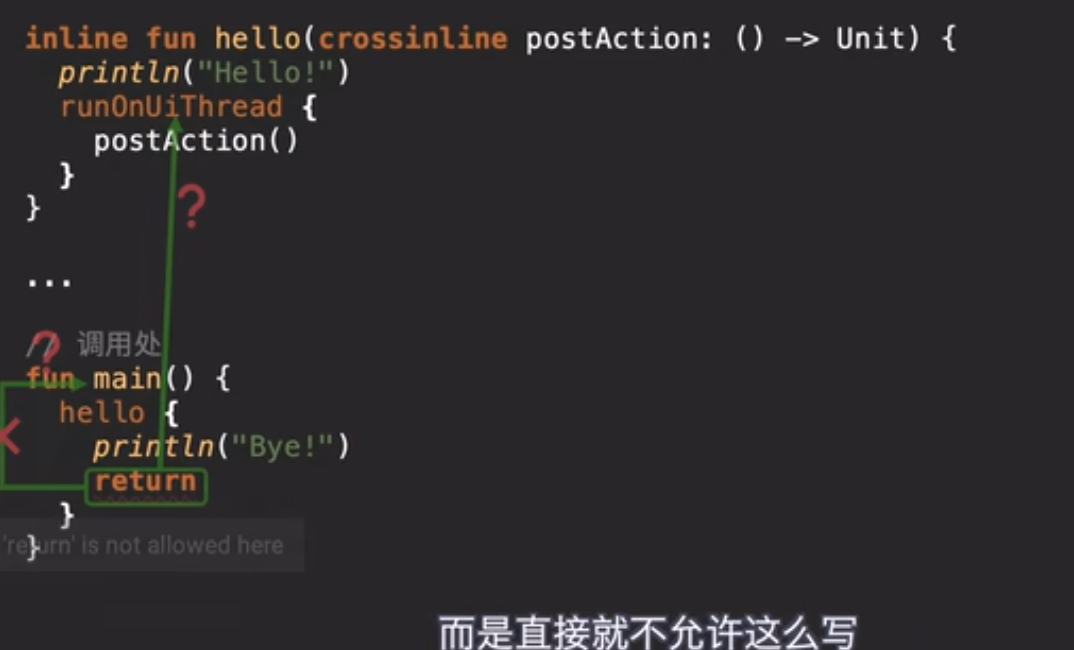 inline fun hello(crossinline postAction: () -> Unit) {
println("Hello!")
runOnUiThread {
postAction()
}
}
?
...
?
// 调用处
fun main() {
hello {
println("Bye!")
return
}
}
'return' is not allowed here
而是直接就不允许这么写